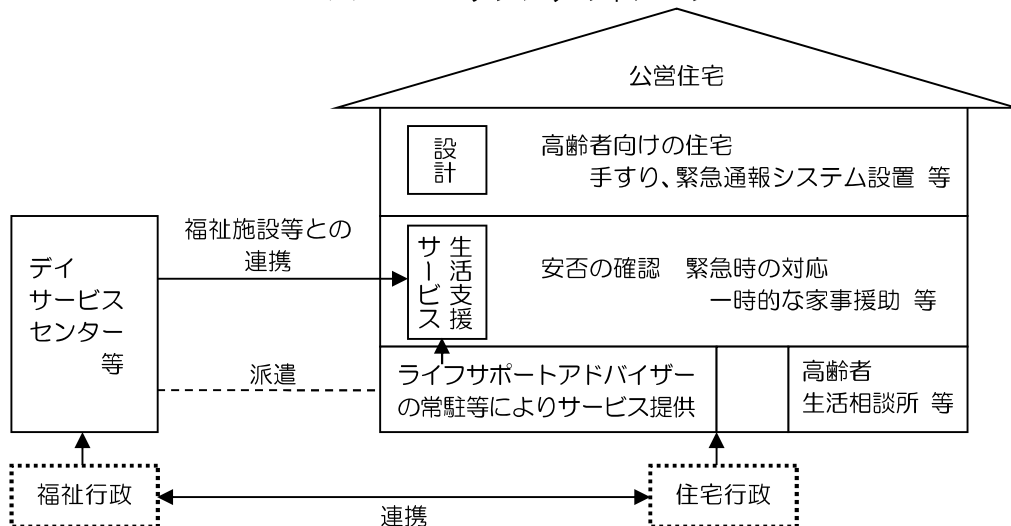 公営住宅
設計
高齢者向けの住宅
手すり、緊急通報システム設置 等
福祉施設等との
連携
デイ
サービス
センター
等
生活支援
サービス
安否の確認 緊急時の対応
一時的な家事援助 等
派遣
ライフサポートアドバイザー
の常駐等によりサービス提供
高齢者
生活相談所 等
福祉行政
連携
住宅行政